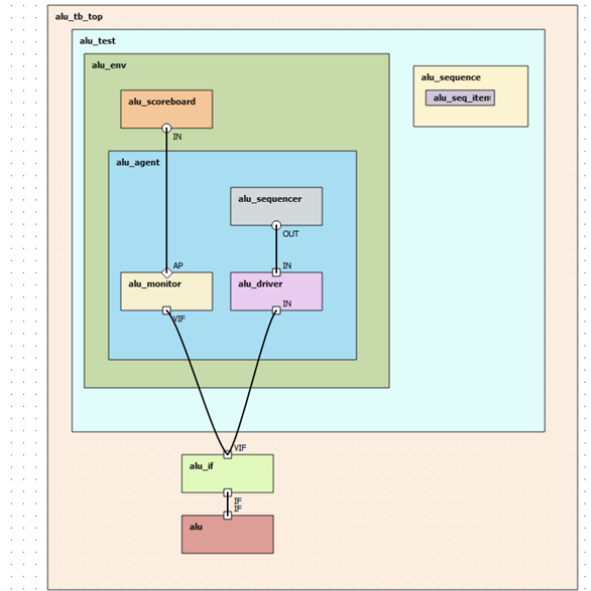 alu_tb_top
alu_test
alu_env
alu_sequence
alu_seq_item
alu_scoreboard
IN
alu_agent
alu_sequencer
OUT
AP
IN
alu_monitor
alu_driver
VIF
IN
VIF
alu_if
IF
IF
alu